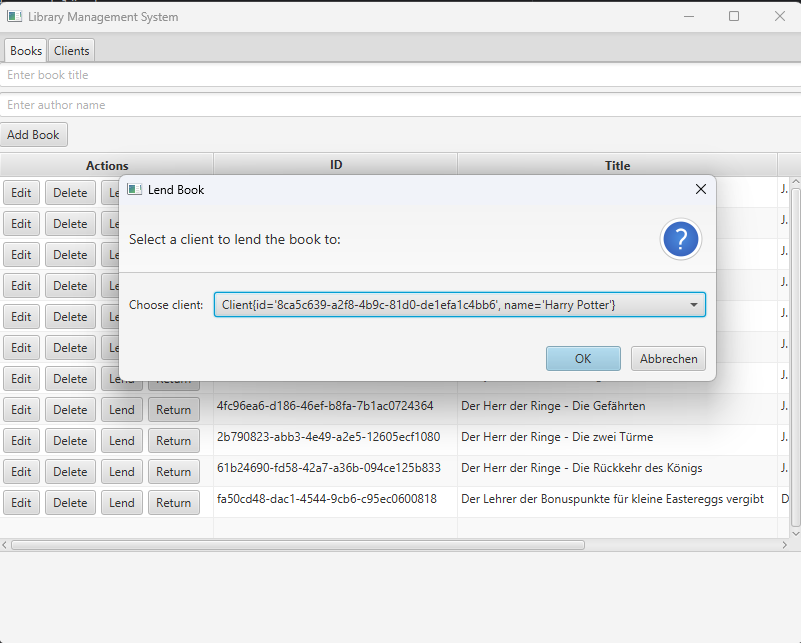 Library Management System
Books Clients
Enter book title
Enter author name
Add Book
Actions ID Title
Edit Delete Le J.
Lend Book
Edit Delete Le J.
Select a client to lend the book to:
Edit Delete Le J.
Edit Delete Le J.
Choose client: Client{id='8ca5c639-a2f8-4b9c-81d0-de1efa1c4bb6', name='Harry Potter'}
Edit Delete Le J.
Edit Delete Le J.
OK Abbrechen
Edit Delete Lend Return J.
Edit Delete Lend Return 4fc96ea6-d186-46ef-b8fa-7b1ac0724364 Der Herr der Ringe - Die Gefährten J.
Edit Delete Lend Return 2b790823-abb3-4e49-a2e5-12605ecf1080 Der Herr der Ringe - Die zwei Türme J.
Edit Delete Lend Return 61b24690-fd58-42a7-a36b-094ce125b833 Der Herr der Ringe - Die Rückkehr des Königs J.
Edit Delete Lend Return fa50cd48-dac1-4544-9cb6-c95ec0600818 Der Lehrer der Bonuspunkte für kleine Eastereggs vergibt D